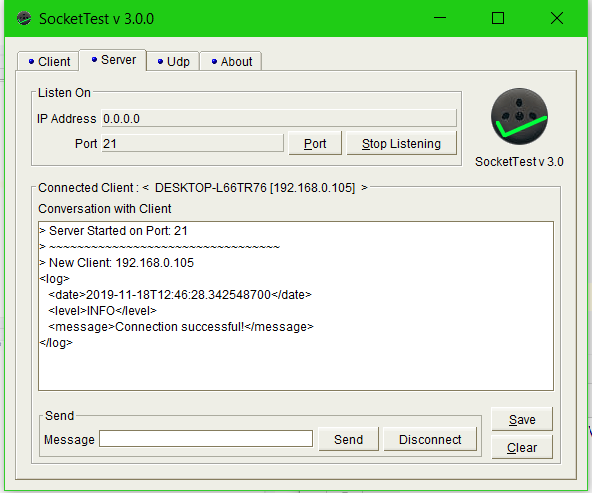 SocketTest v 3.0.0
Client Server Udp About
Listen On
IP Address 0.0.0.0
Port 21 Port Stop Listening
SocketTest v 3.0
Connected Client : < DESKTOP-L66TR76 [192.168.0.105] >
Conversation with Client
> Server Started on Port: 21
> ~~~~~~~~~~~~~~~~~~~~~~~~~~~~~~~~~
> New Client: 192.168.0.105
<log>
<date>2019-11-18T12:46:28.342548700</date>
<level>INFO</level>
<message>Connection successful!</message>
</log>
Send
Message Send Disconnect
Save
Clear